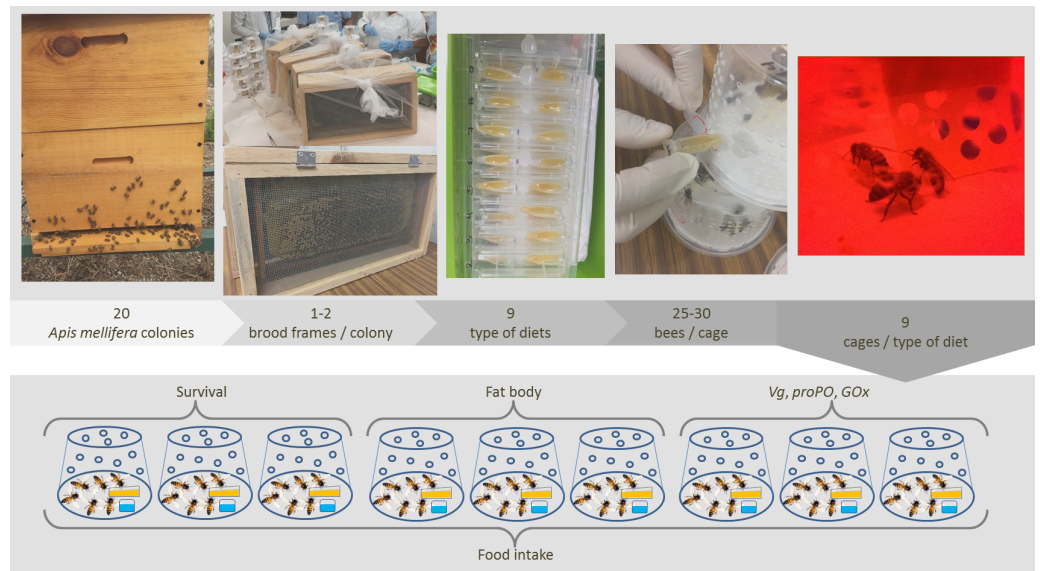 20
Apis mellifera colonies
1-2
brood frames / colony
9
type of diets
25-30
bees / cage
9
cages / type of diet
Survival
Fat body
Vg, proPO, GOx
Food intake